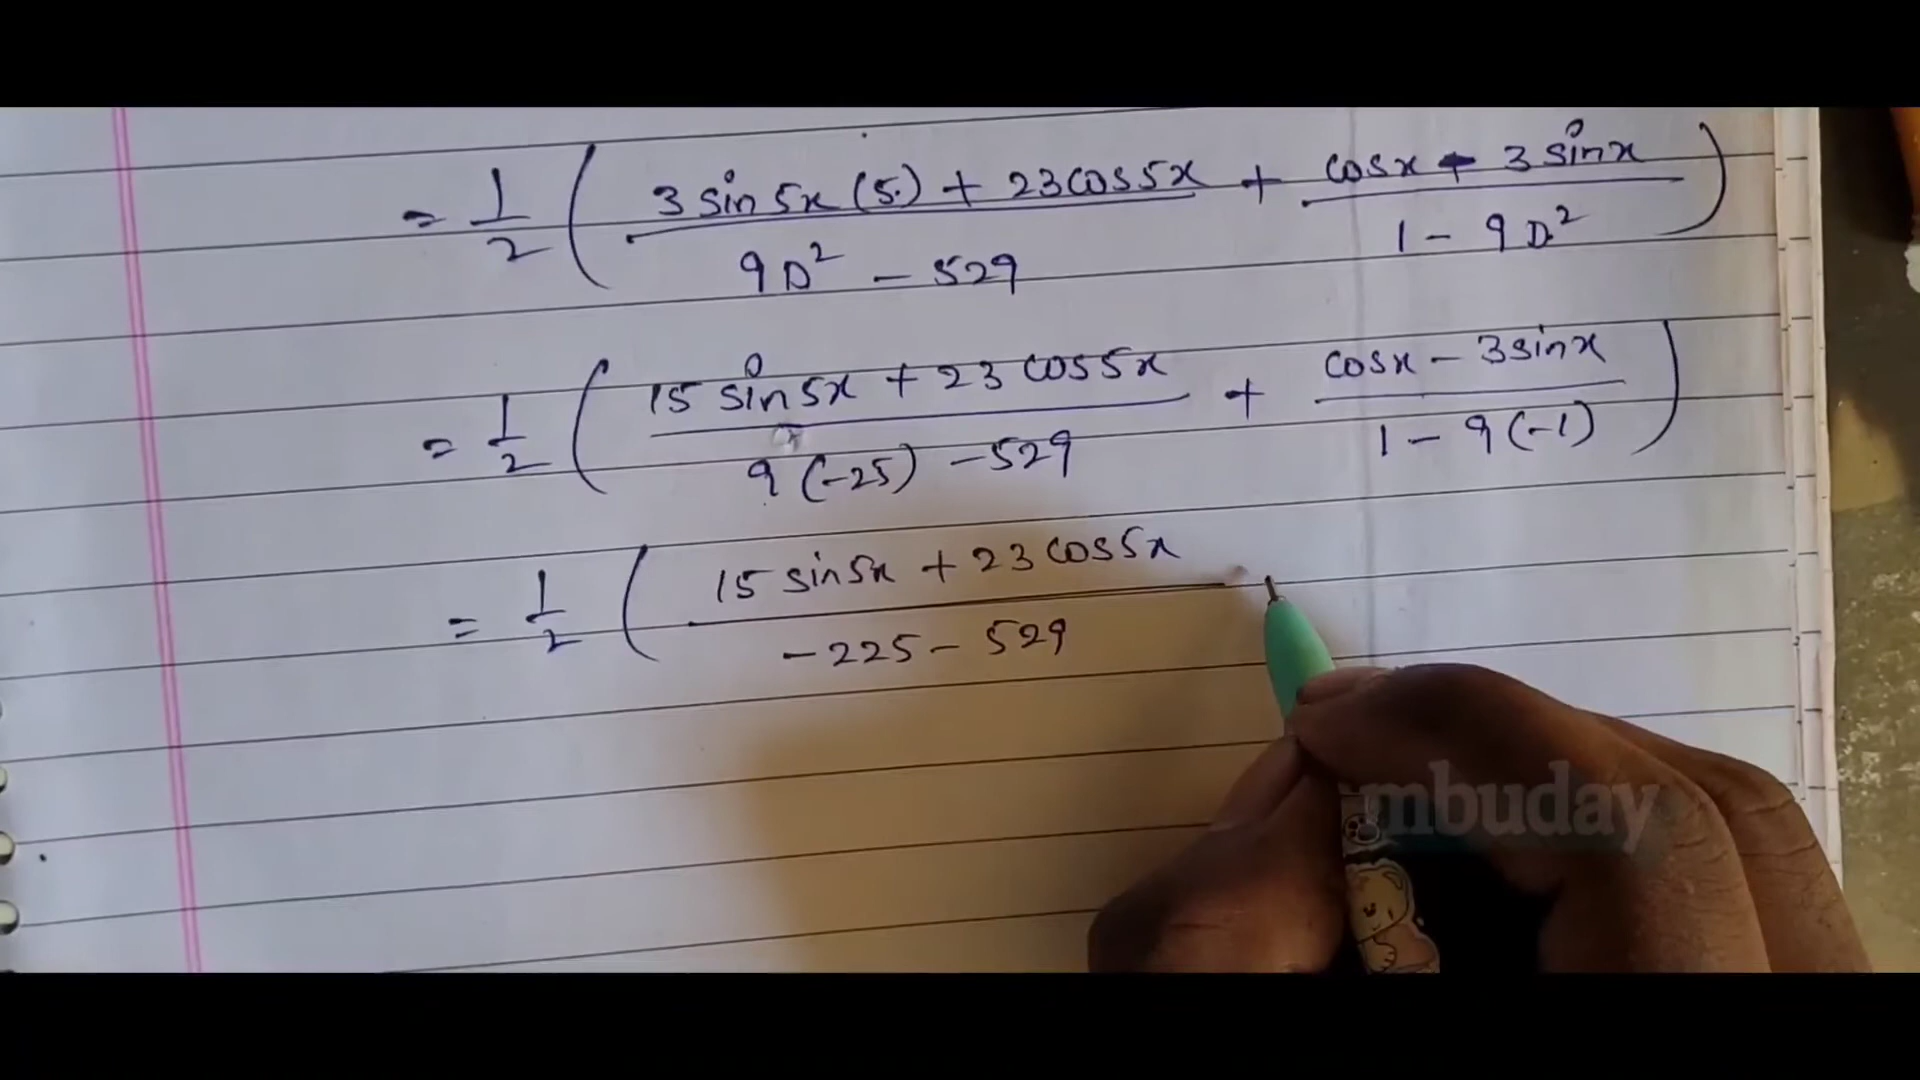 = 1/2 ( (3 sin 5x (5) + 23 cos 5x)/(9D² - 529) + (cos x - 3 sin x)/(1 - 9D²) )
= 1/2 ( (15 sin 5x + 23 cos 5x)/(9(-25) - 529) + (cos x - 3 sin x)/(1 - 9(-1)) )
= 1/2 ( (15 sin 5x + 23 cos 5x)/(-225 - 529)
mbuday